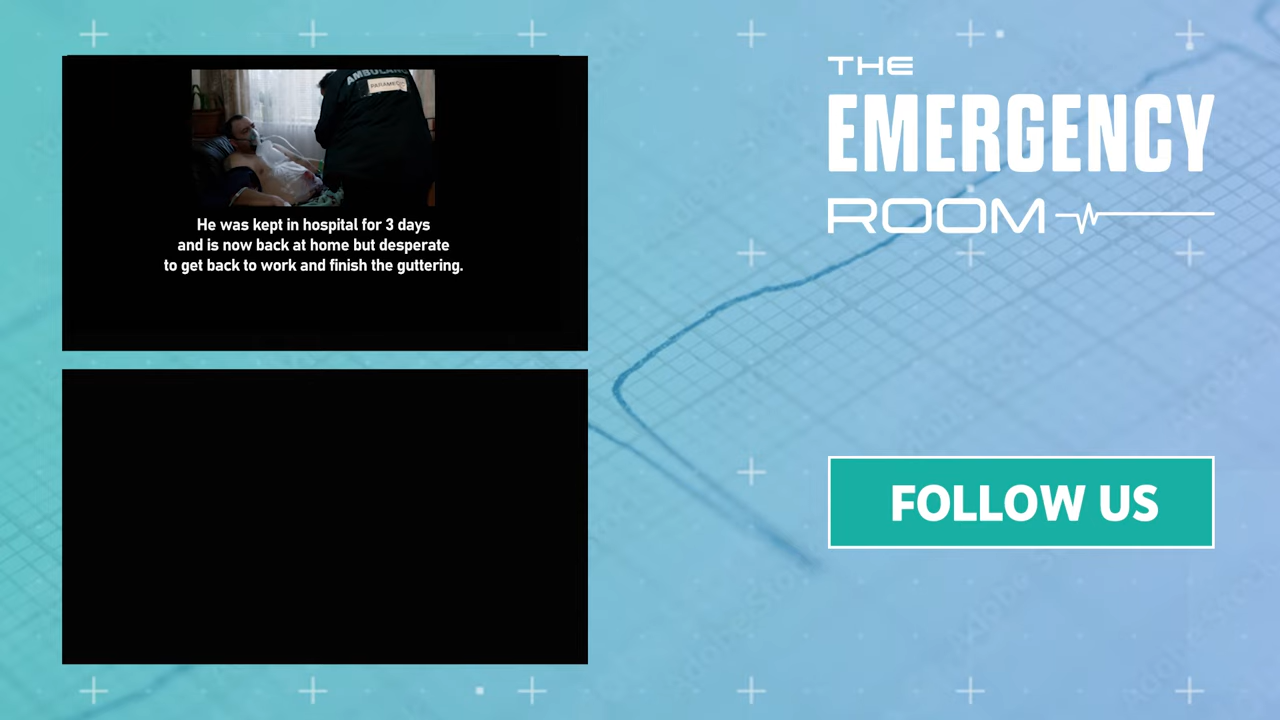 AMBULANC
PARAMEDIC
He was kept in hospital for 3 days
and is now back at home but desperate
to get back to work and finish the guttering.
THE
EMERGENCY
ROOM
FOLLOW US